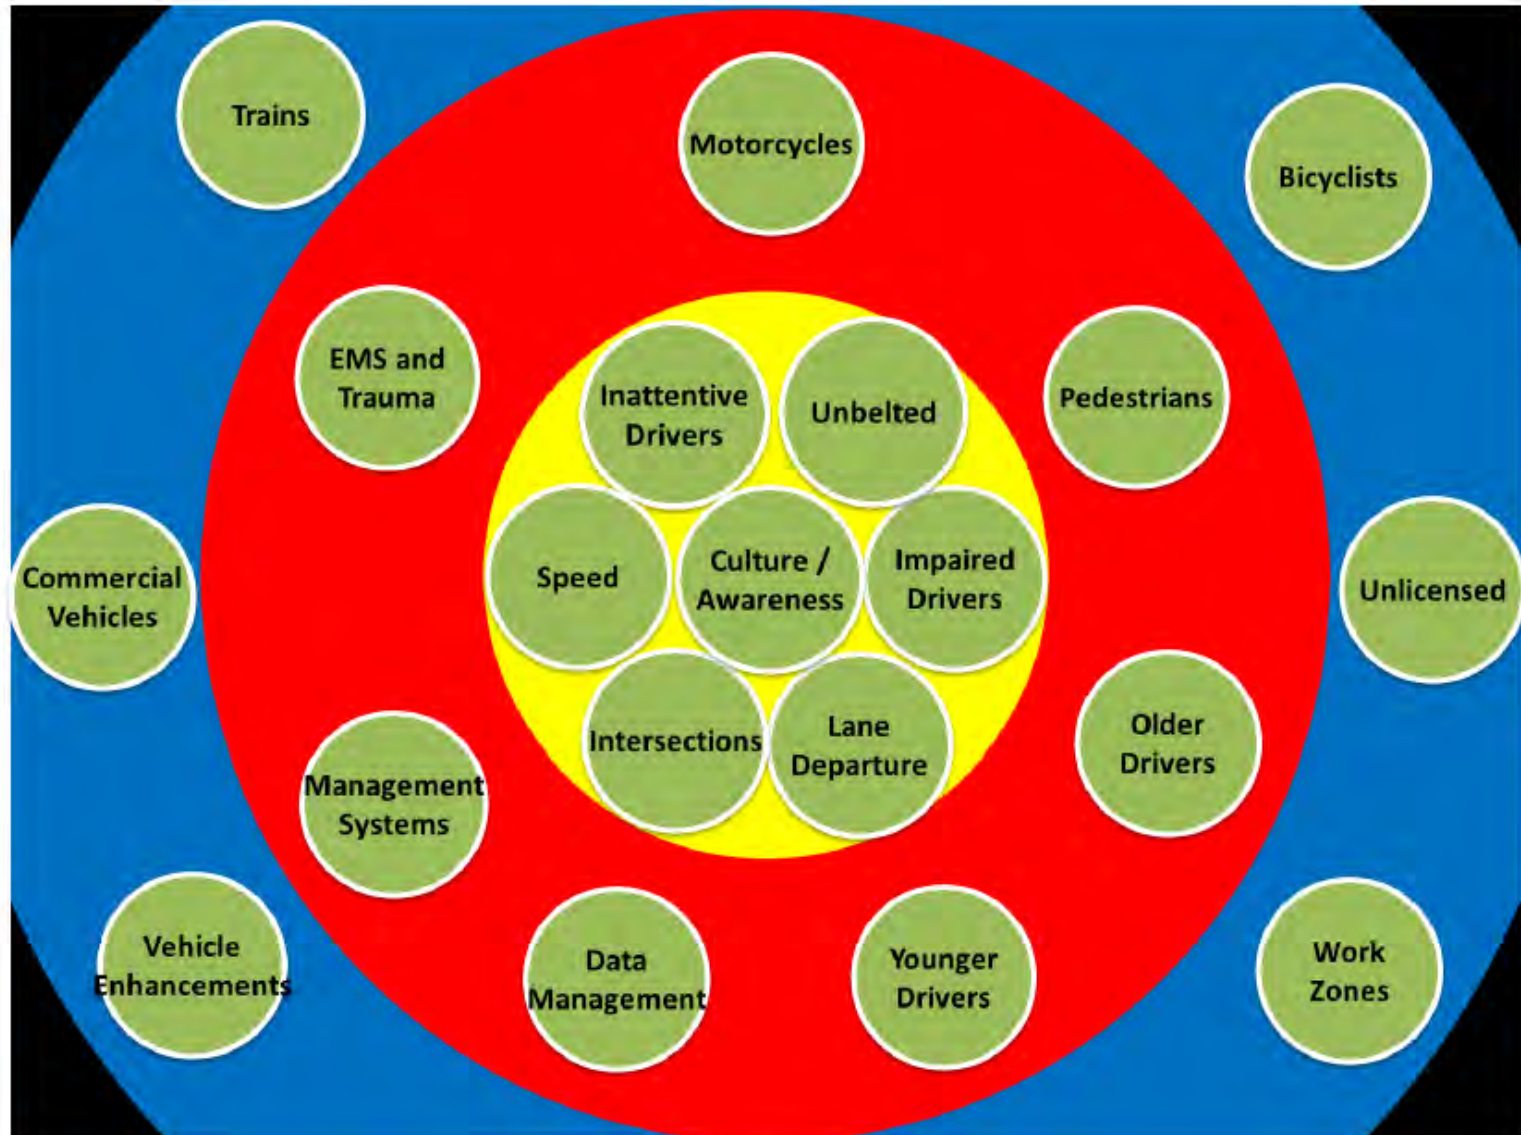 Trains
Motorcycles
Bicyclists
EMS and
Trauma
Inattentive
Drivers
Unbelted
Pedestrians
Commercial
Vehicles
Speed
Culture /
Awareness
Impaired
Drivers
Unlicensed
Management
Systems
Intersections
Lane
Departure
Older
Drivers
Vehicle
Enhancements
Data
Management
Younger
Drivers
Work
Zones